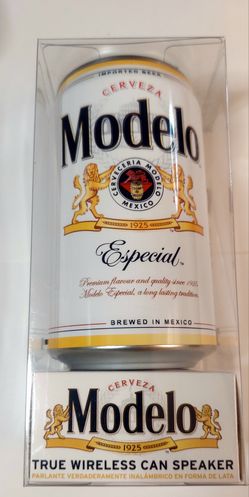 IMPORTED BEER
CERVEZA
Modelo
CERVECERIA MODELO
MEXICO
1925
Especial
Premium flavour and quality since 1925.
Modelo Especial, a long lasting tradition.
BREWED IN MEXICO
CERVEZA
Modelo
1925
TRUE WIRELESS CAN SPEAKER
PARLANTE VERDADERAMENTE INALÁMBRICO EN FORMA DE LATA